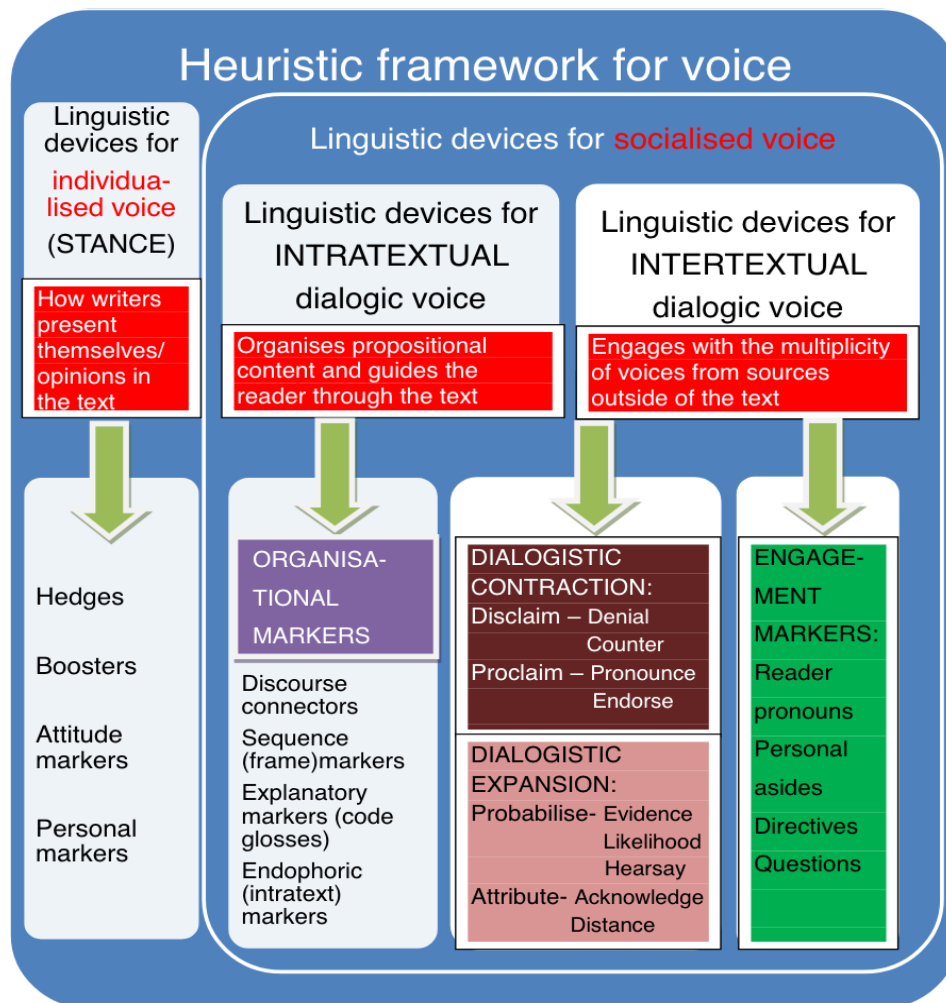 Heuristic framework for voice
Linguistic
devices for
individua-
lised voice
(STANCE)
How writers
present
themselves/
opinions in
the text
Hedges
Boosters
Attitude
markers
Personal
markers
Linguistic devices for socialised voice
Linguistic devices for
INTRATEXTUAL
dialogic voice
Organises propositional
content and guides the
reader through the text
ORGANISA-
TIONAL
MARKERS
Discourse
connectors
Sequence
(frame)markers
Explanatory
markers (code
glosses)
Endophoric
(intratext)
markers
Linguistic devices for
INTERTEXTUAL
dialogic voice
Engages with the multiplicity
of voices from sources
outside of the text
DIALOGISTIC
CONTRACTION:
Disclaim – Denial
Counter
Proclaim – Pronounce
Endorse
DIALOGISTIC
EXPANSION:
Probabilise- Evidence
Likelihood
Hearsay
Attribute- Acknowledge
Distance
ENGAGE-
MENT
MARKERS:
Reader
pronouns
Personal
asides
Directives
Questions